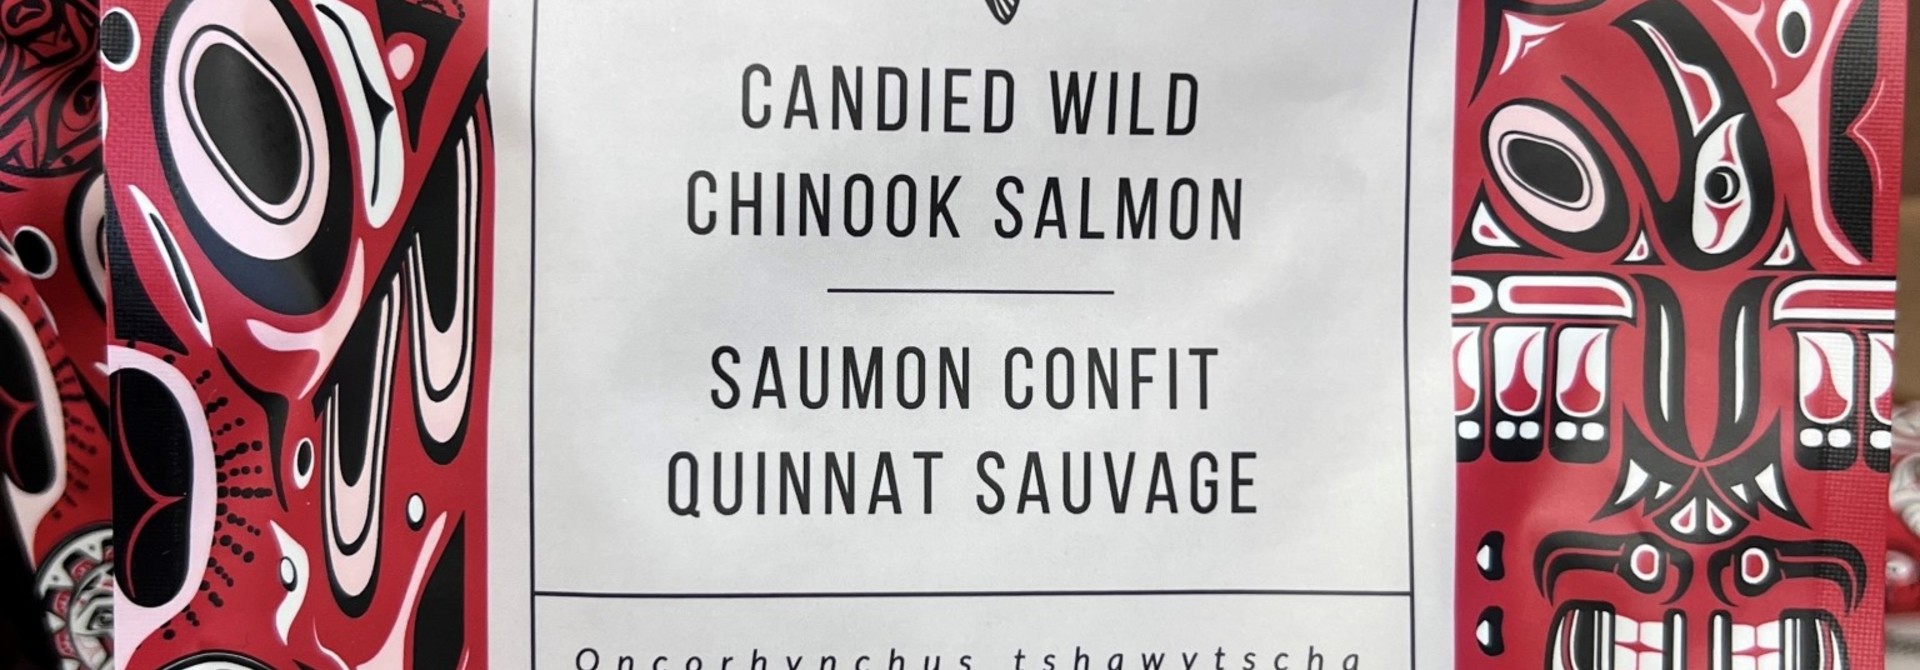 CANDIED WILD
CHINOOK SALMON
SAUMON CONFIT
QUINNAT SAUVAGE
Oncorhynchus tshawytscha